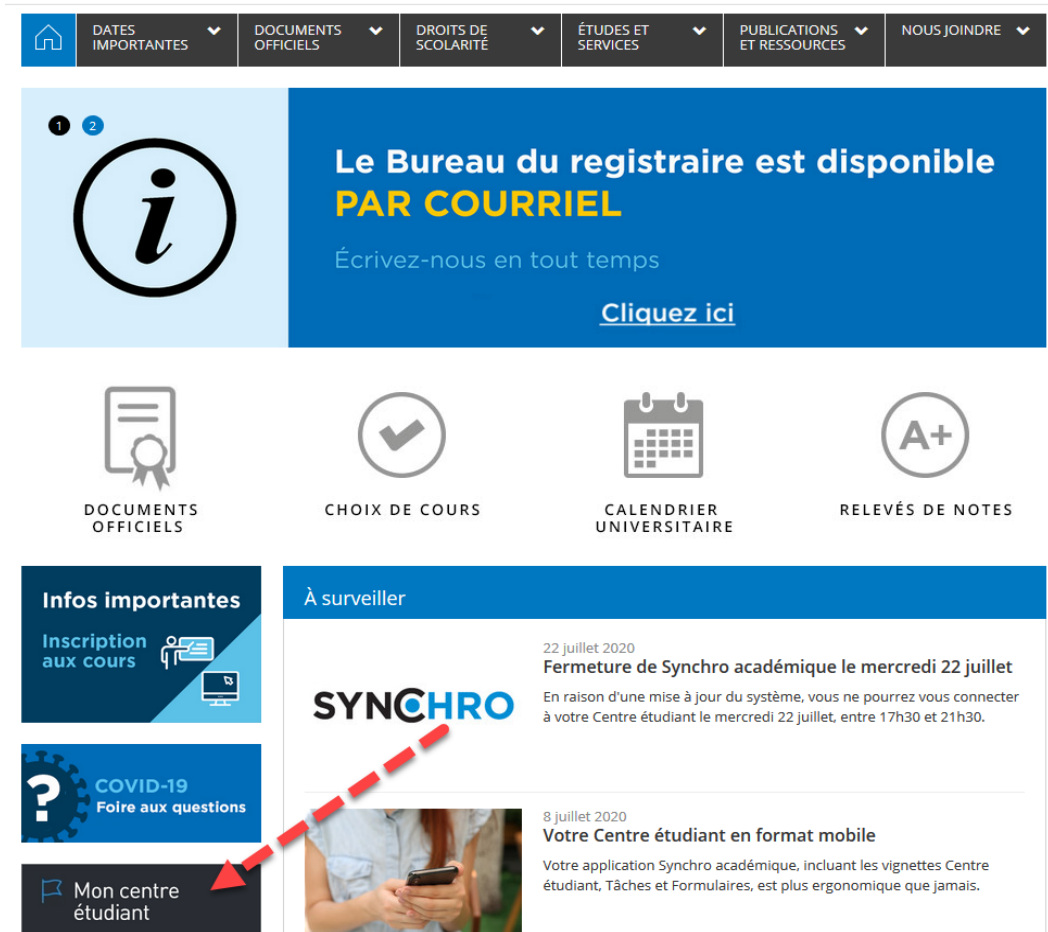 DATES
IMPORTANTES
DOCUMENTS
OFFICIELS
DROITS DE
SCOLARITÉ
ÉTUDES ET
SERVICES
PUBLICATIONS
ET RESSOURCES
NOUS JOINDRE
1 2
i
Le Bureau du registraire est disponible
PAR COURRIEL
Écrivez-nous en tout temps
Cliquez ici
DOCUMENTS
OFFICIELS
CHOIX DE COURS
CALENDRIER
UNIVERSITAIRE
A+
RELEVÉS DE NOTES
Infos importantes
Inscription
aux cours
?
COVID-19
Foire aux questions
Mon centre
étudiant
À surveiller
SYNCHRO
22 juillet 2020
Fermeture de Synchro académique le mercredi 22 juillet
En raison d'une mise à jour du système, vous ne pourrez vous connecter
à votre Centre étudiant le mercredi 22 juillet, entre 17h30 et 21h30.
8 juillet 2020
Votre Centre étudiant en format mobile
Votre application Synchro académique, incluant les vignettes Centre
étudiant, Tâches et Formulaires, est plus ergonomique que jamais.